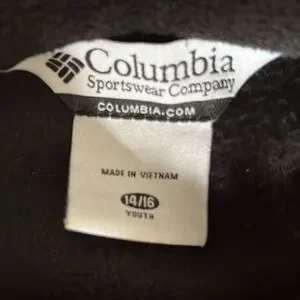 Columbia
Sportswear Company
COLUMBIA.COM
MADE IN VIETNAM
14/16
YOUTH